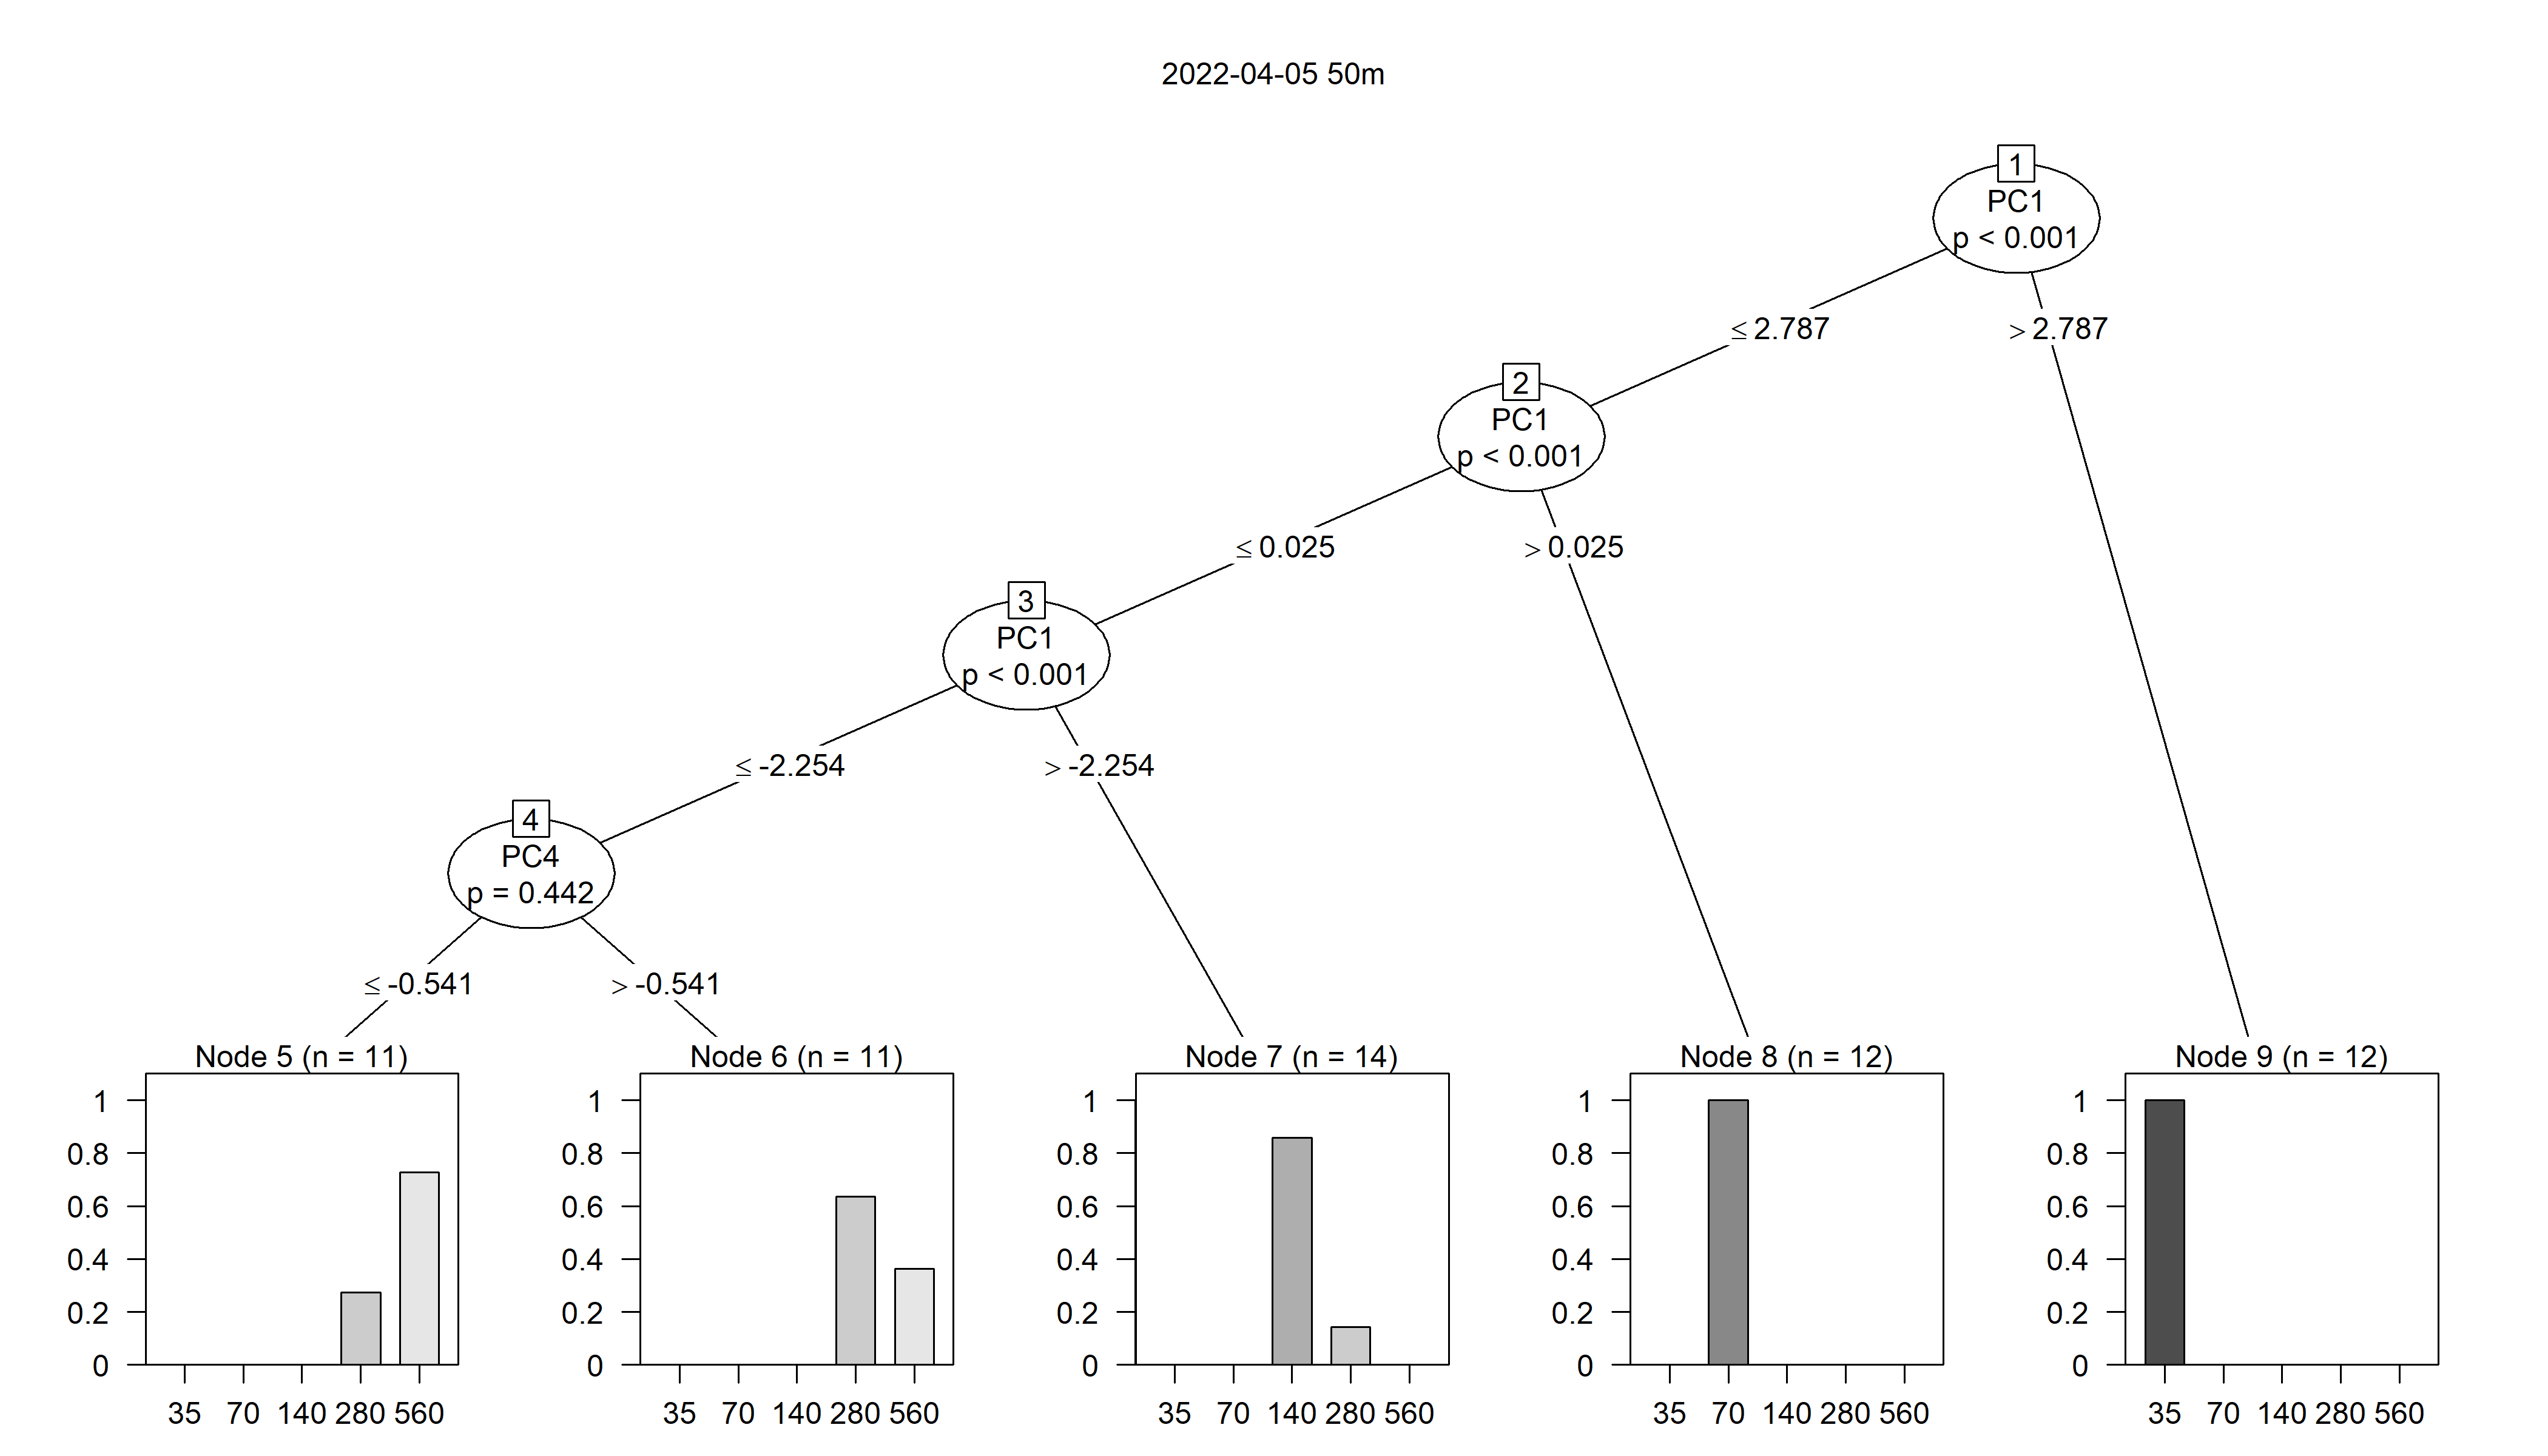 2022-04-05 50m
1
PC1
p < 0.001
≤ 2.787
> 2.787
2
PC1
p < 0.001
≤ 0.025
> 0.025
3
PC1
p < 0.001
≤ -2.254
> -2.254
4
PC4
p = 0.442
≤ -0.541
> -0.541
Node 5 (n = 11)
1
0.8
0.6
0.4
0.2
0
35 70 140 280 560
Node 6 (n = 11)
1
0.8
0.6
0.4
0.2
0
35 70 140 280 560
Node 7 (n = 14)
1
0.8
0.6
0.4
0.2
0
35 70 140 280 560
Node 8 (n = 12)
1
0.8
0.6
0.4
0.2
0
35 70 140 280 560
Node 9 (n = 12)
1
0.8
0.6
0.4
0.2
0
35 70 140 280 560